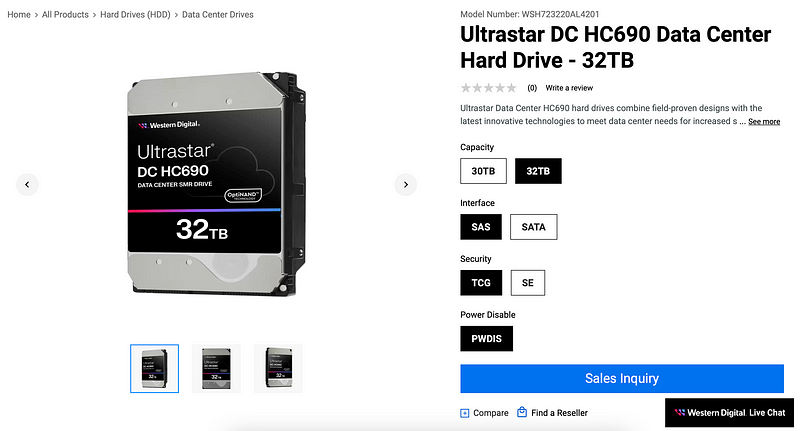 Home > All Products > Hard Drives (HDD) > Data Center Drives
Western Digital.
Ultrastar®
DC HC690
DATA CENTER SMR DRIVE
OptiNAND™
TECHNOLOGY
32TB
Model Number: WSH723220AL4201
Ultrastar DC HC690 Data Center
Hard Drive - 32TB
(0) Write a review
Ultrastar Data Center HC690 hard drives combine field-proven designs with the
latest innovative technologies to meet data center needs for increased s ... See more
Capacity
30TB 32TB
Interface
SAS SATA
Security
TCG SE
Power Disable
PWDIS
Sales Inquiry
Compare Find a Reseller
Western Digital Live Chat